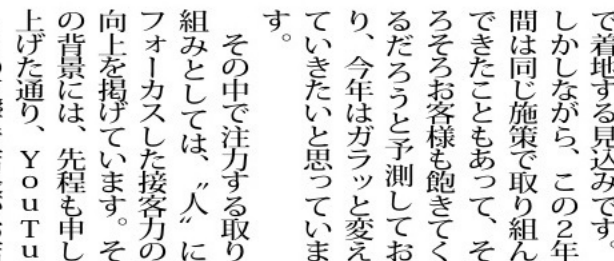 で着地する見込みです。
しかしながら、この2年
間は同じ施策で取り組ん
できたこともあって、そ
ろそろお客様も飽きてく
るだろうと予測してお
り、今年はガラッと変え
ていきたいと思っていま
す。
その中で注力する取り
組みとしては、〝人〟に
フォーカスした接客力の
向上を掲げています。そ
の背景には、先程も申し
上げた通り、YouTu